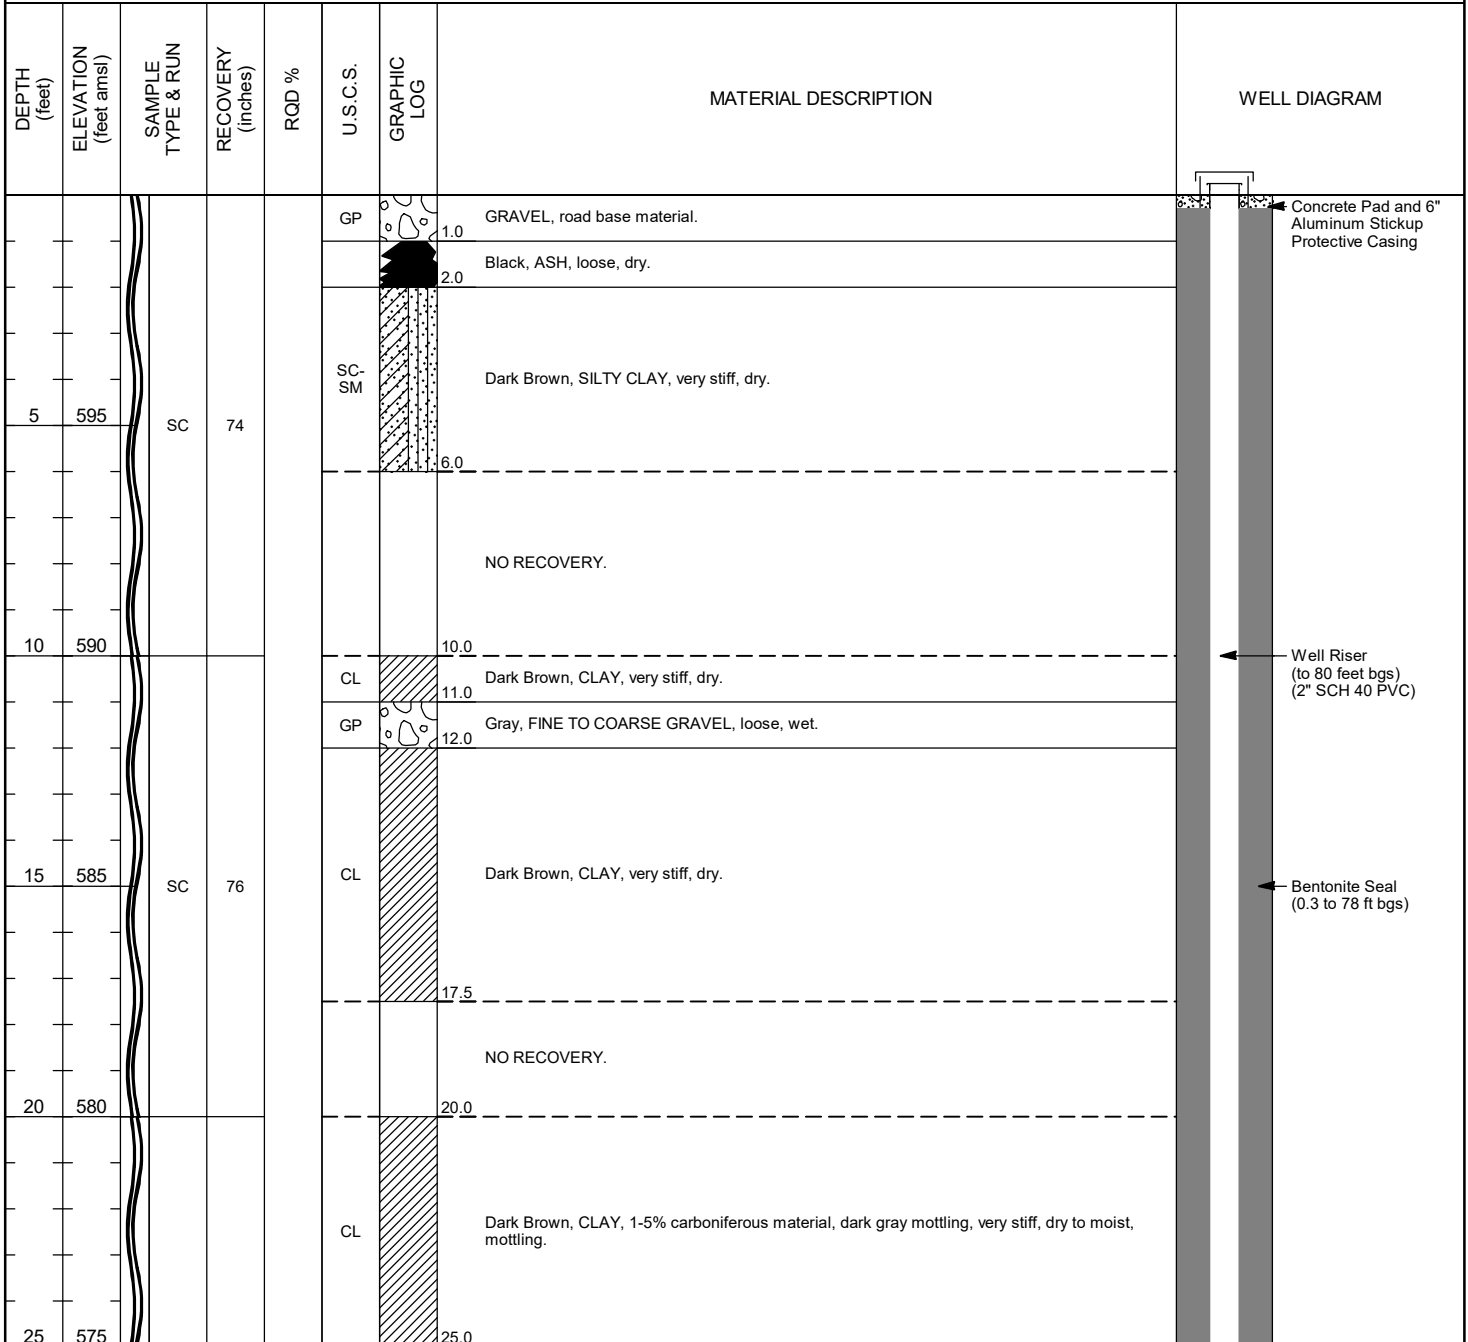 DEPTH
(feet)
ELEVATION
(feet amsl)
SAMPLE
TYPE & RUN
RECOVERY
(inches)
RQD %
U.S.C.S.
GRAPHIC
LOG
MATERIAL DESCRIPTION
WELL DIAGRAM
GP
GRAVEL, road base material.
1.0
Concrete Pad and 6"
Aluminum Stickup
Protective Casing
Black, ASH, loose, dry.
2.0
SC-
SM
Dark Brown, SILTY CLAY, very stiff, dry.
5
595
SC
74
6.0
NO RECOVERY.
10
590
10.0
Well Riser
(to 80 feet bgs)
(2" SCH 40 PVC)
CL
Dark Brown, CLAY, very stiff, dry.
11.0
GP
Gray, FINE TO COARSE GRAVEL, loose, wet.
12.0
CL
Dark Brown, CLAY, very stiff, dry.
15
585
SC
76
Bentonite Seal
(0.3 to 78 ft bgs)
17.5
NO RECOVERY.
20
580
20.0
CL
Dark Brown, CLAY, 1-5% carboniferous material, dark gray mottling, very stiff, dry to moist,
mottling.
25
575
25.0